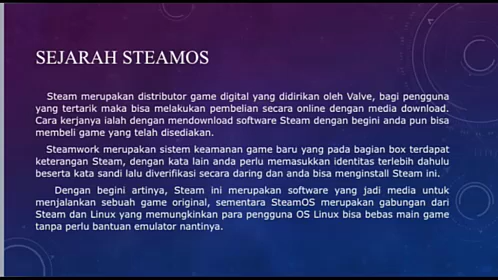 SEJARAH STEAMOS
Steam merupakan distributor game digital yang didirikan oleh Valve, bagi pengguna
yang tertarik maka bisa melakukan pembelian secara online dengan media download.
Cara kerjanya ialah dengan mendownload software Steam dengan begini anda pun bisa
membeli game yang telah disediakan.
Steamwork merupakan sistem keamanan game baru yang pada bagian box terdapat
keterangan Steam, dengan kata lain anda perlu memasukkan identitas terlebih dahulu
beserta kata sandi lalu diverifikasi secara daring dan anda bisa menginstall Steam ini.
Dengan begini artinya, Steam ini merupakan software yang jadi media untuk
menjalankan sebuah game original, sementara SteamOS merupakan gabungan dari
Steam dan Linux yang memungkinkan para pengguna OS Linux bisa bebas main game
tanpa perlu bantuan emulator nantinya.